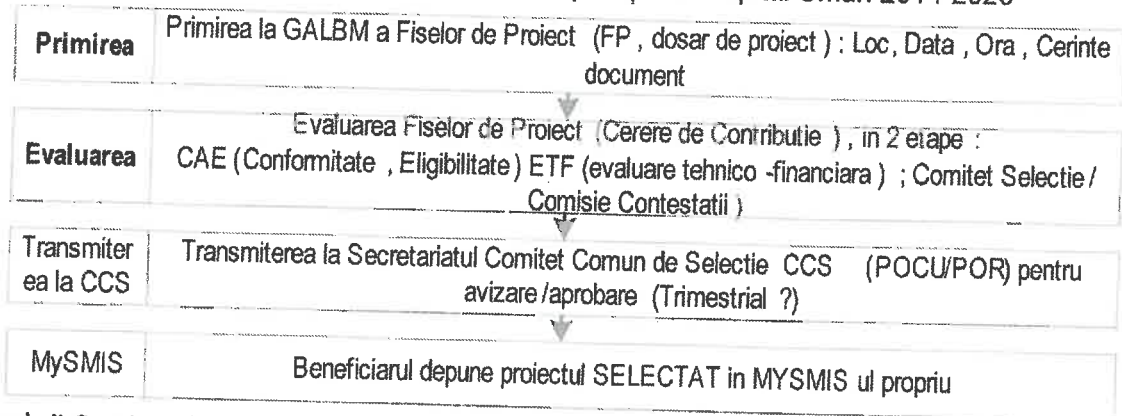 2014-2020
Primirea
Primirea la GALBM a Fiselor de Proiect (FP , dosar de proiect ) : Loc, Data , Ora , Cerinte
document
Evaluarea
Evaluarea Fiselor de Proiect (Cerere de Contributie ) , in 2 etape :
CAE (Conformitate , Eligibilitate) ETF (evaluare tehnico -financiara ) ; Comitet Selectie /
Comisie Contestatii )
Transmiter
ea la CCS
Transmiterea la Secretariatul Comitet Comun de Selectie CCS (POCU/POR) pentru
avizare /aprobare (Trimestrial ?)
MySMIS
Beneficiarul depune proiectul SELECTAT in MYSMIS ul propriu